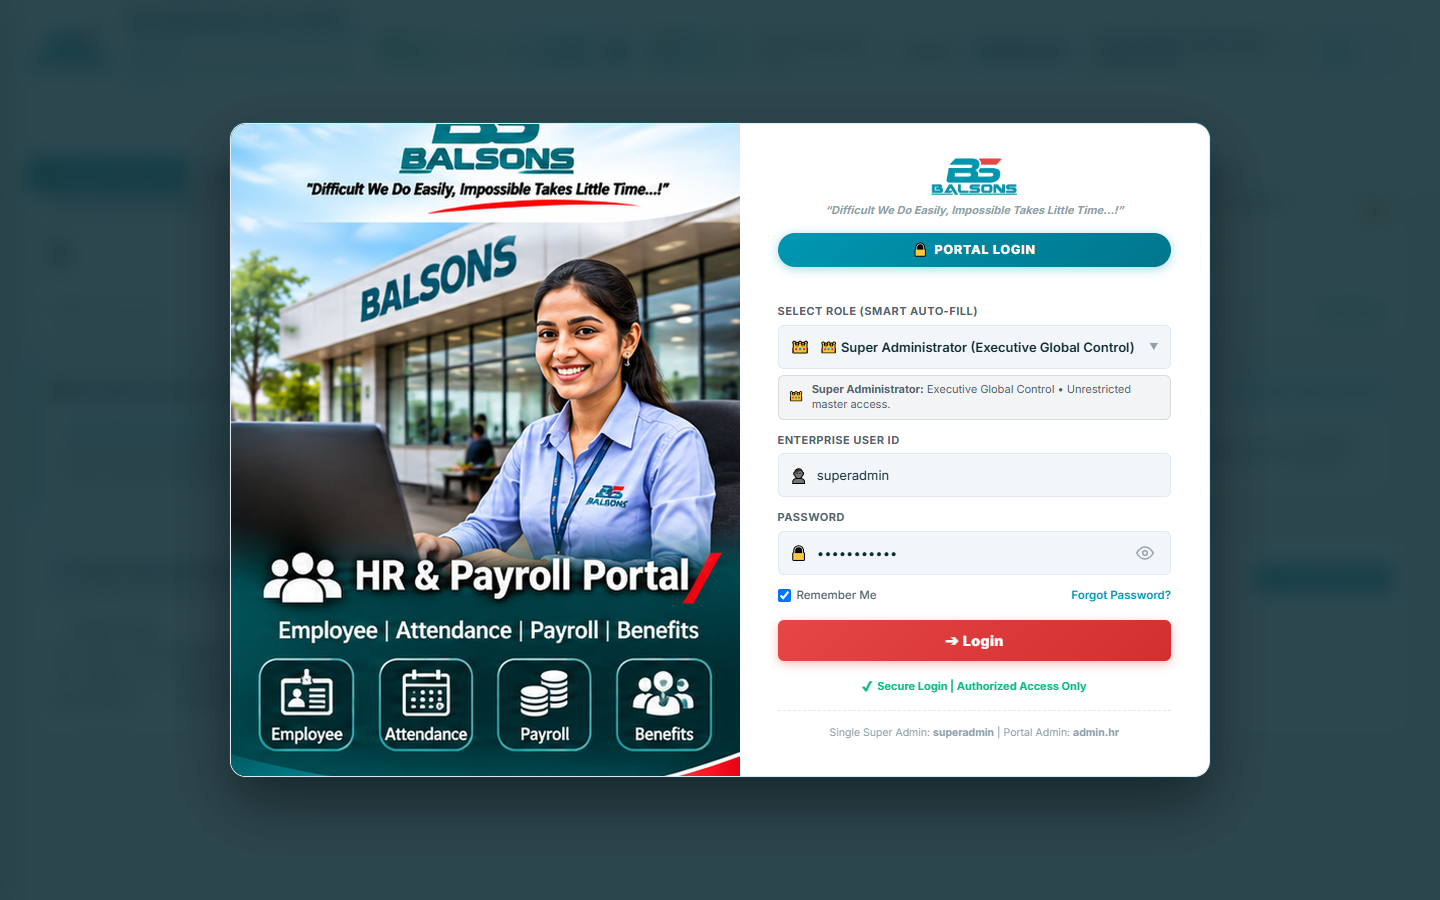 BALSONS
"Difficult We Do Easily, Impossible Takes Little Time...!"
BALSONS
BALSONS
HR & Payroll Portal
Employee | Attendance | Payroll | Benefits
Employee
Attendance
Payroll
Benefits
BALSONS
"Difficult We Do Easily, Impossible Takes Little Time...!"
PORTAL LOGIN
SELECT ROLE (SMART AUTO-FILL)
Super Administrator (Executive Global Control)
Super Administrator: Executive Global Control • Unrestricted
master access.
ENTERPRISE USER ID
superadmin
PASSWORD
•••••••••••
Remember Me
Forgot Password?
➔ Login
✓ Secure Login | Authorized Access Only
Single Super Admin: superadmin | Portal Admin: admin.hr